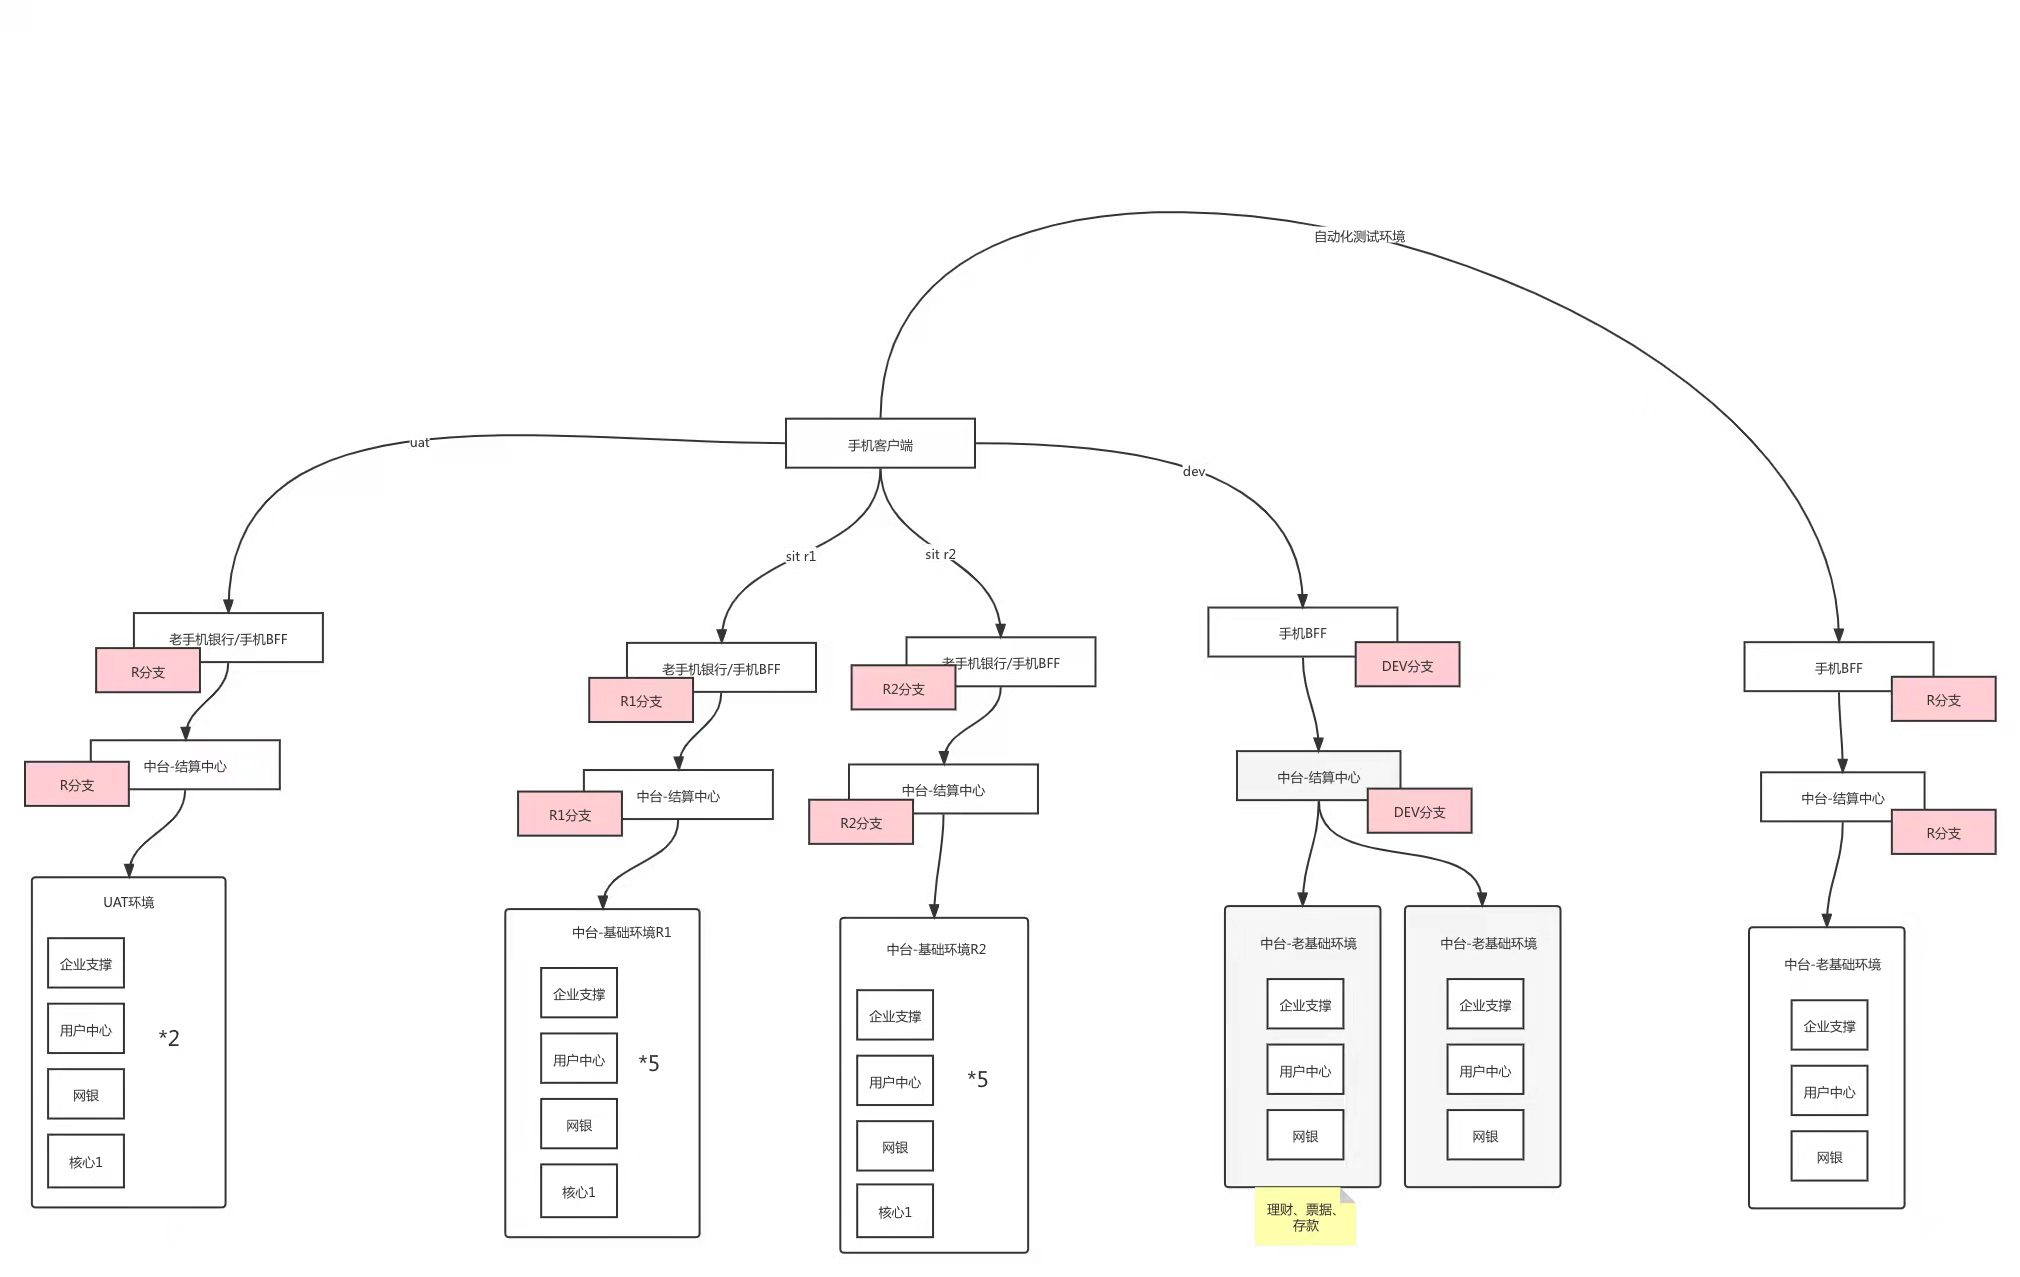 自动化测试环境
手机客户端
uat
dev
sit r1
sit r2
老手机银行/手机BFF
R分支
中台-结算中心
R分支
UAT环境
企业支撑
用户中心
*2
网银
核心1
老手机银行/手机BFF
R1分支
中台-结算中心
R1分支
中台-基础环境R1
企业支撑
用户中心
*5
网银
核心1
老手机银行/手机BFF
R2分支
中台-结算中心
R2分支
中台-基础环境R2
企业支撑
用户中心
*5
网银
核心1
手机BFF
DEV分支
中台-结算中心
DEV分支
中台-老基础环境
企业支撑
用户中心
网银
理财、票据、
存款
中台-老基础环境
企业支撑
用户中心
网银
手机BFF
R分支
中台-结算中心
R分支
中台-老基础环境
企业支撑
用户中心
网银